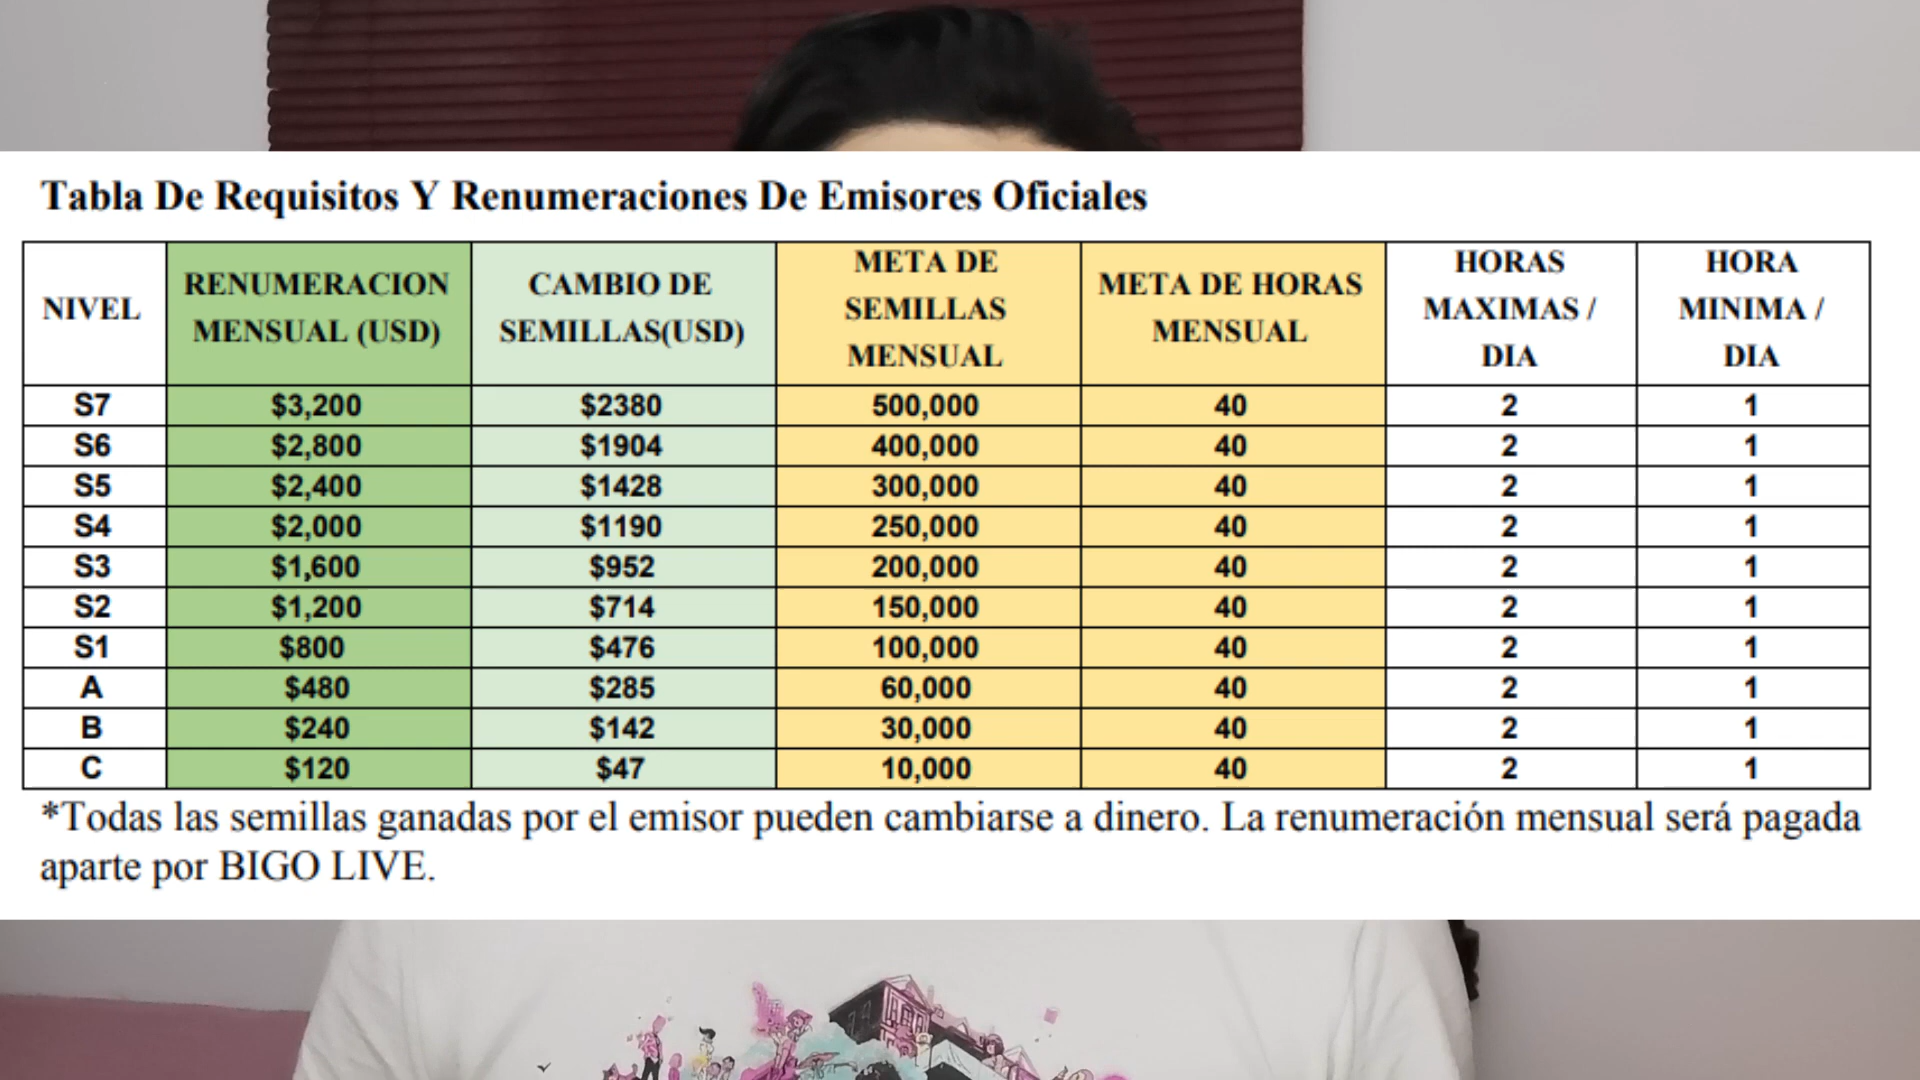 Tabla De Requisitos Y Renumeraciones De Emisores Oficiales
NIVEL RENUMERACION MENSUAL (USD) CAMBIO DE SEMILLAS(USD) META DE SEMILLAS MENSUAL META DE HORAS MENSUAL HORAS MAXIMAS / DIA HORA MINIMA / DIA
S7 $3,200 $2380 500,000 40 2 1
S6 $2,800 $1904 400,000 40 2 1
S5 $2,400 $1428 300,000 40 2 1
S4 $2,000 $1190 250,000 40 2 1
S3 $1,600 $952 200,000 40 2 1
S2 $1,200 $714 150,000 40 2 1
S1 $800 $476 100,000 40 2 1
A $480 $285 60,000 40 2 1
B $240 $142 30,000 40 2 1
C $120 $47 10,000 40 2 1
*Todas las semillas ganadas por el emisor pueden cambiarse a dinero. La renumeración mensual será pagada
aparte por BIGO LIVE.